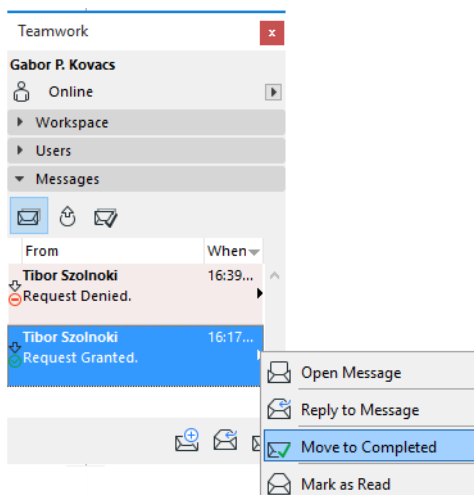 Teamwork
x
Gabor P. Kovacs
Online
Workspace
Users
Messages
From When
Tibor Szolnoki 16:39...
Request Denied.
Tibor Szolnoki 16:17...
Request Granted.
Open Message
Reply to Message
Move to Completed
Mark as Read